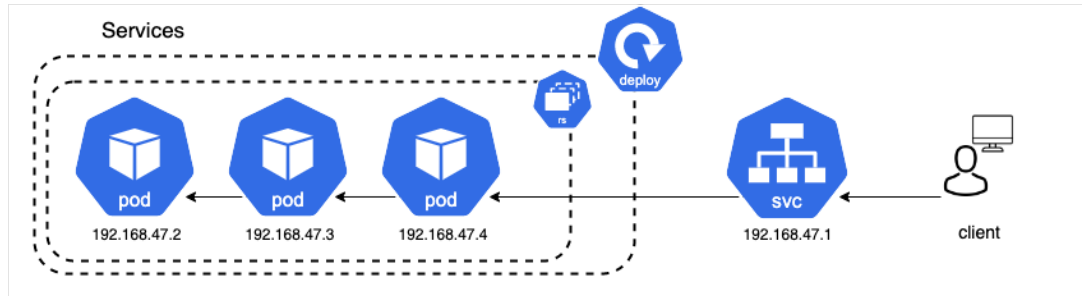 Services
deploy
rs
pod
pod
pod
svc
192.168.47.2
192.168.47.3
192.168.47.4
192.168.47.1
client